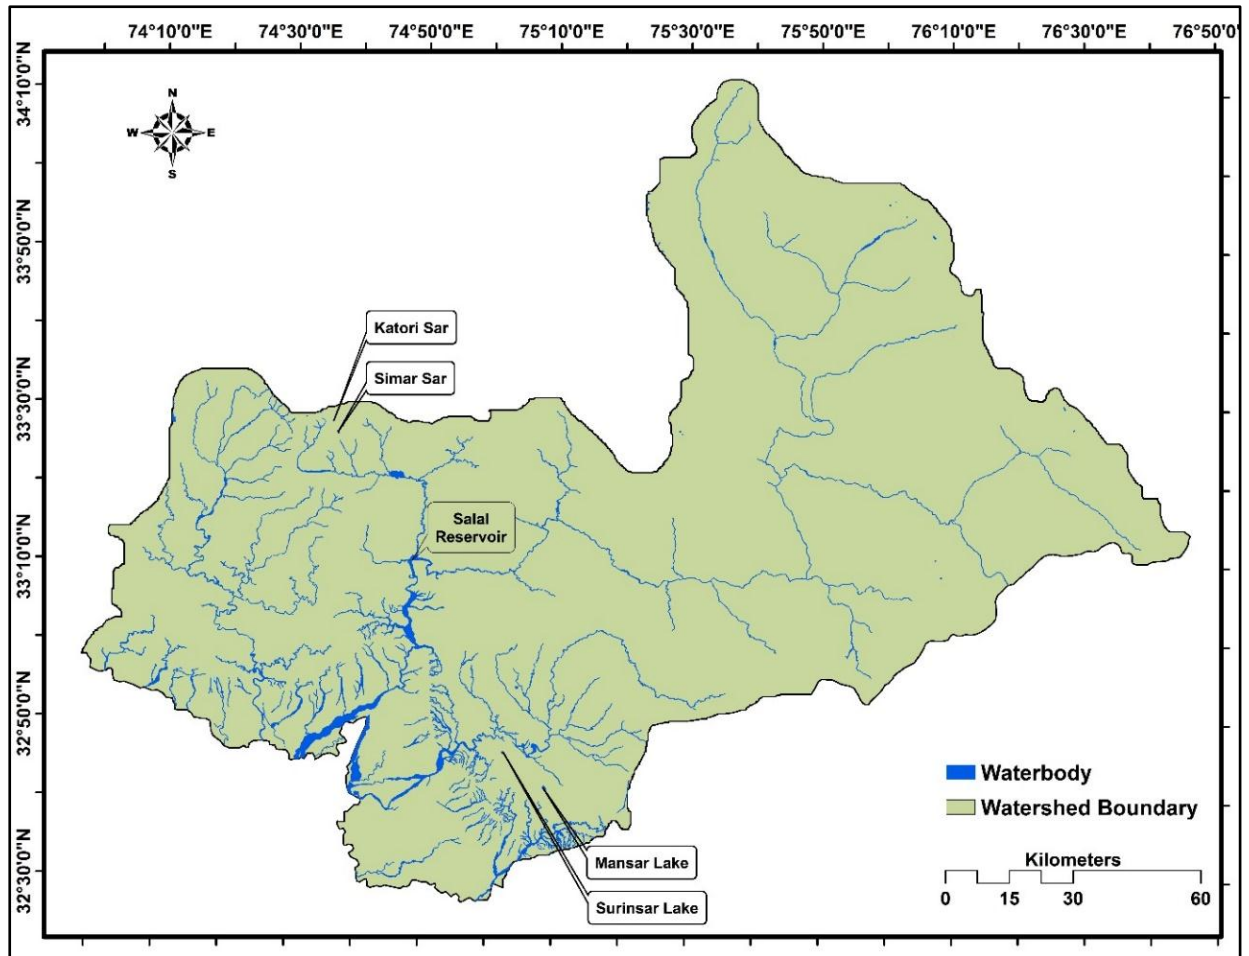 74°10'0"E 74°30'0"E 74°50'0"E 75°10'0"E 75°30'0"E 75°50'0"E 76°10'0"E 76°30'0"E 76°50'0"
34°10'0"N
33°50'0"N
33°30'0"N
33°10'0"N
32°50'0"N
32°30'0"N
N
W E
S
Katori Sar
Simar Sar
Salal
Reservoir
Waterbody
Watershed Boundary
Mansar Lake
Surinsar Lake
Kilometers
0 15 30 60